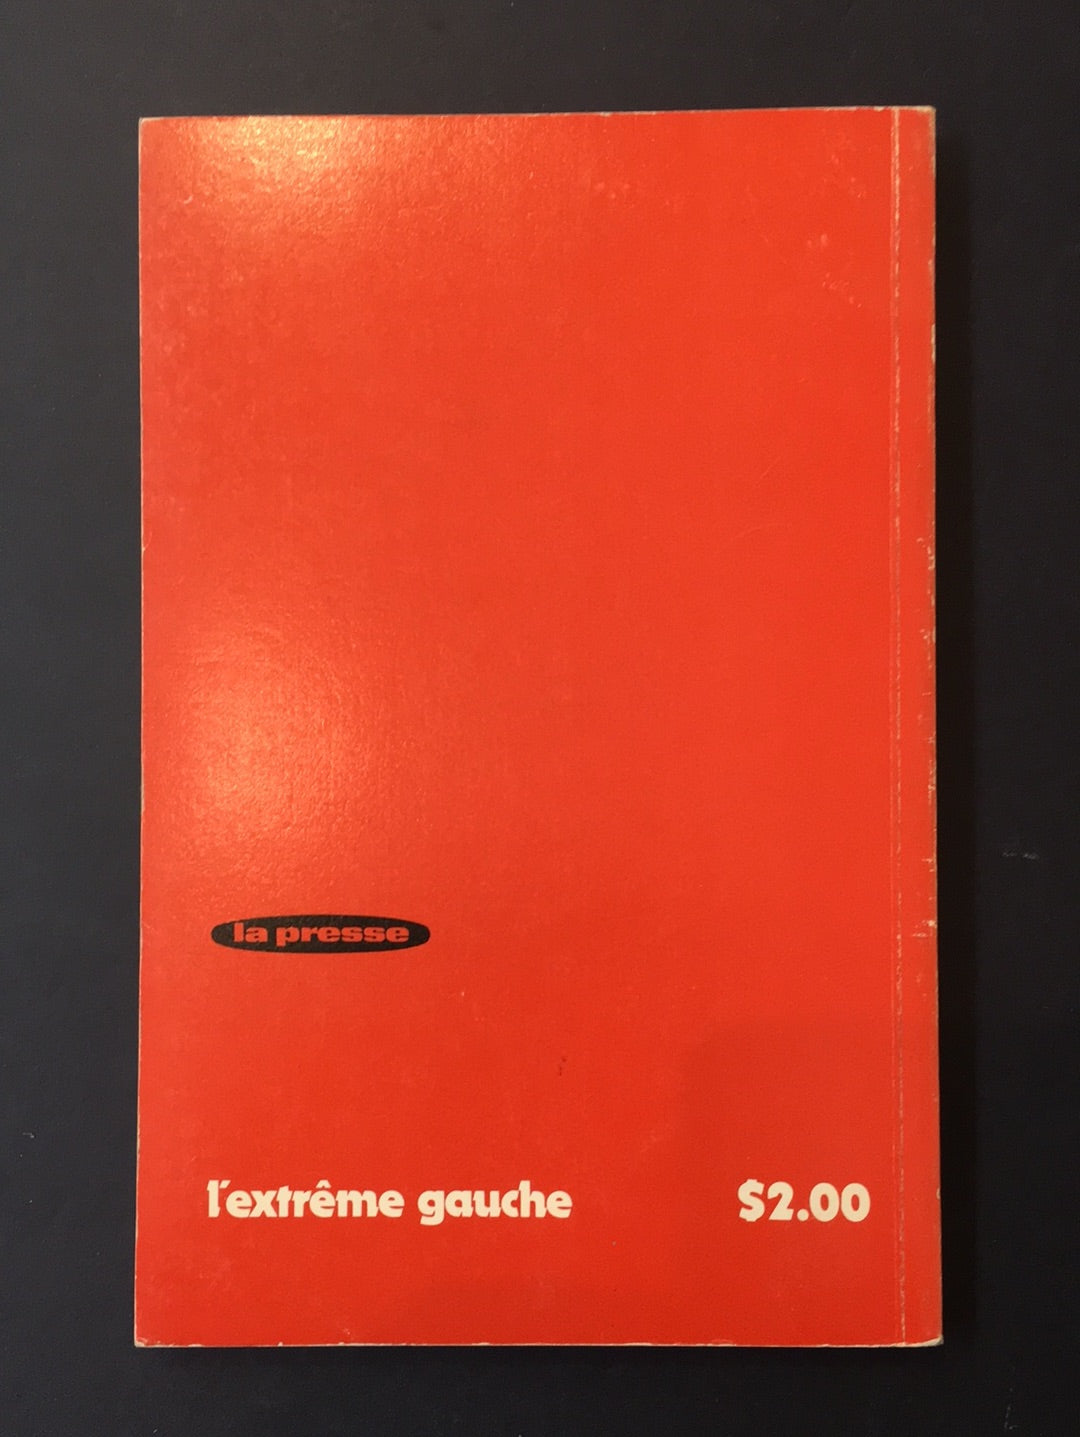 la presse
l'extrême gauche $2.00